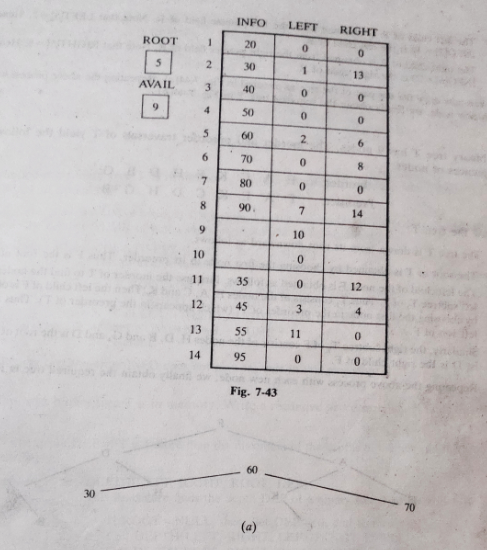 INFO LEFT RIGHT
ROOT
5
AVAIL
9
1 20 0 0
2 30 1 13
3 40 0 0
4 50 0 0
5 60 2 6
6 70 0 8
7 80 0 0
8 90 7 14
9 10
10 0
11 35 0 12
12 45 3 4
13 55 11 0
14 95 0 0
Fig. 7-43
60
30
70
(a)